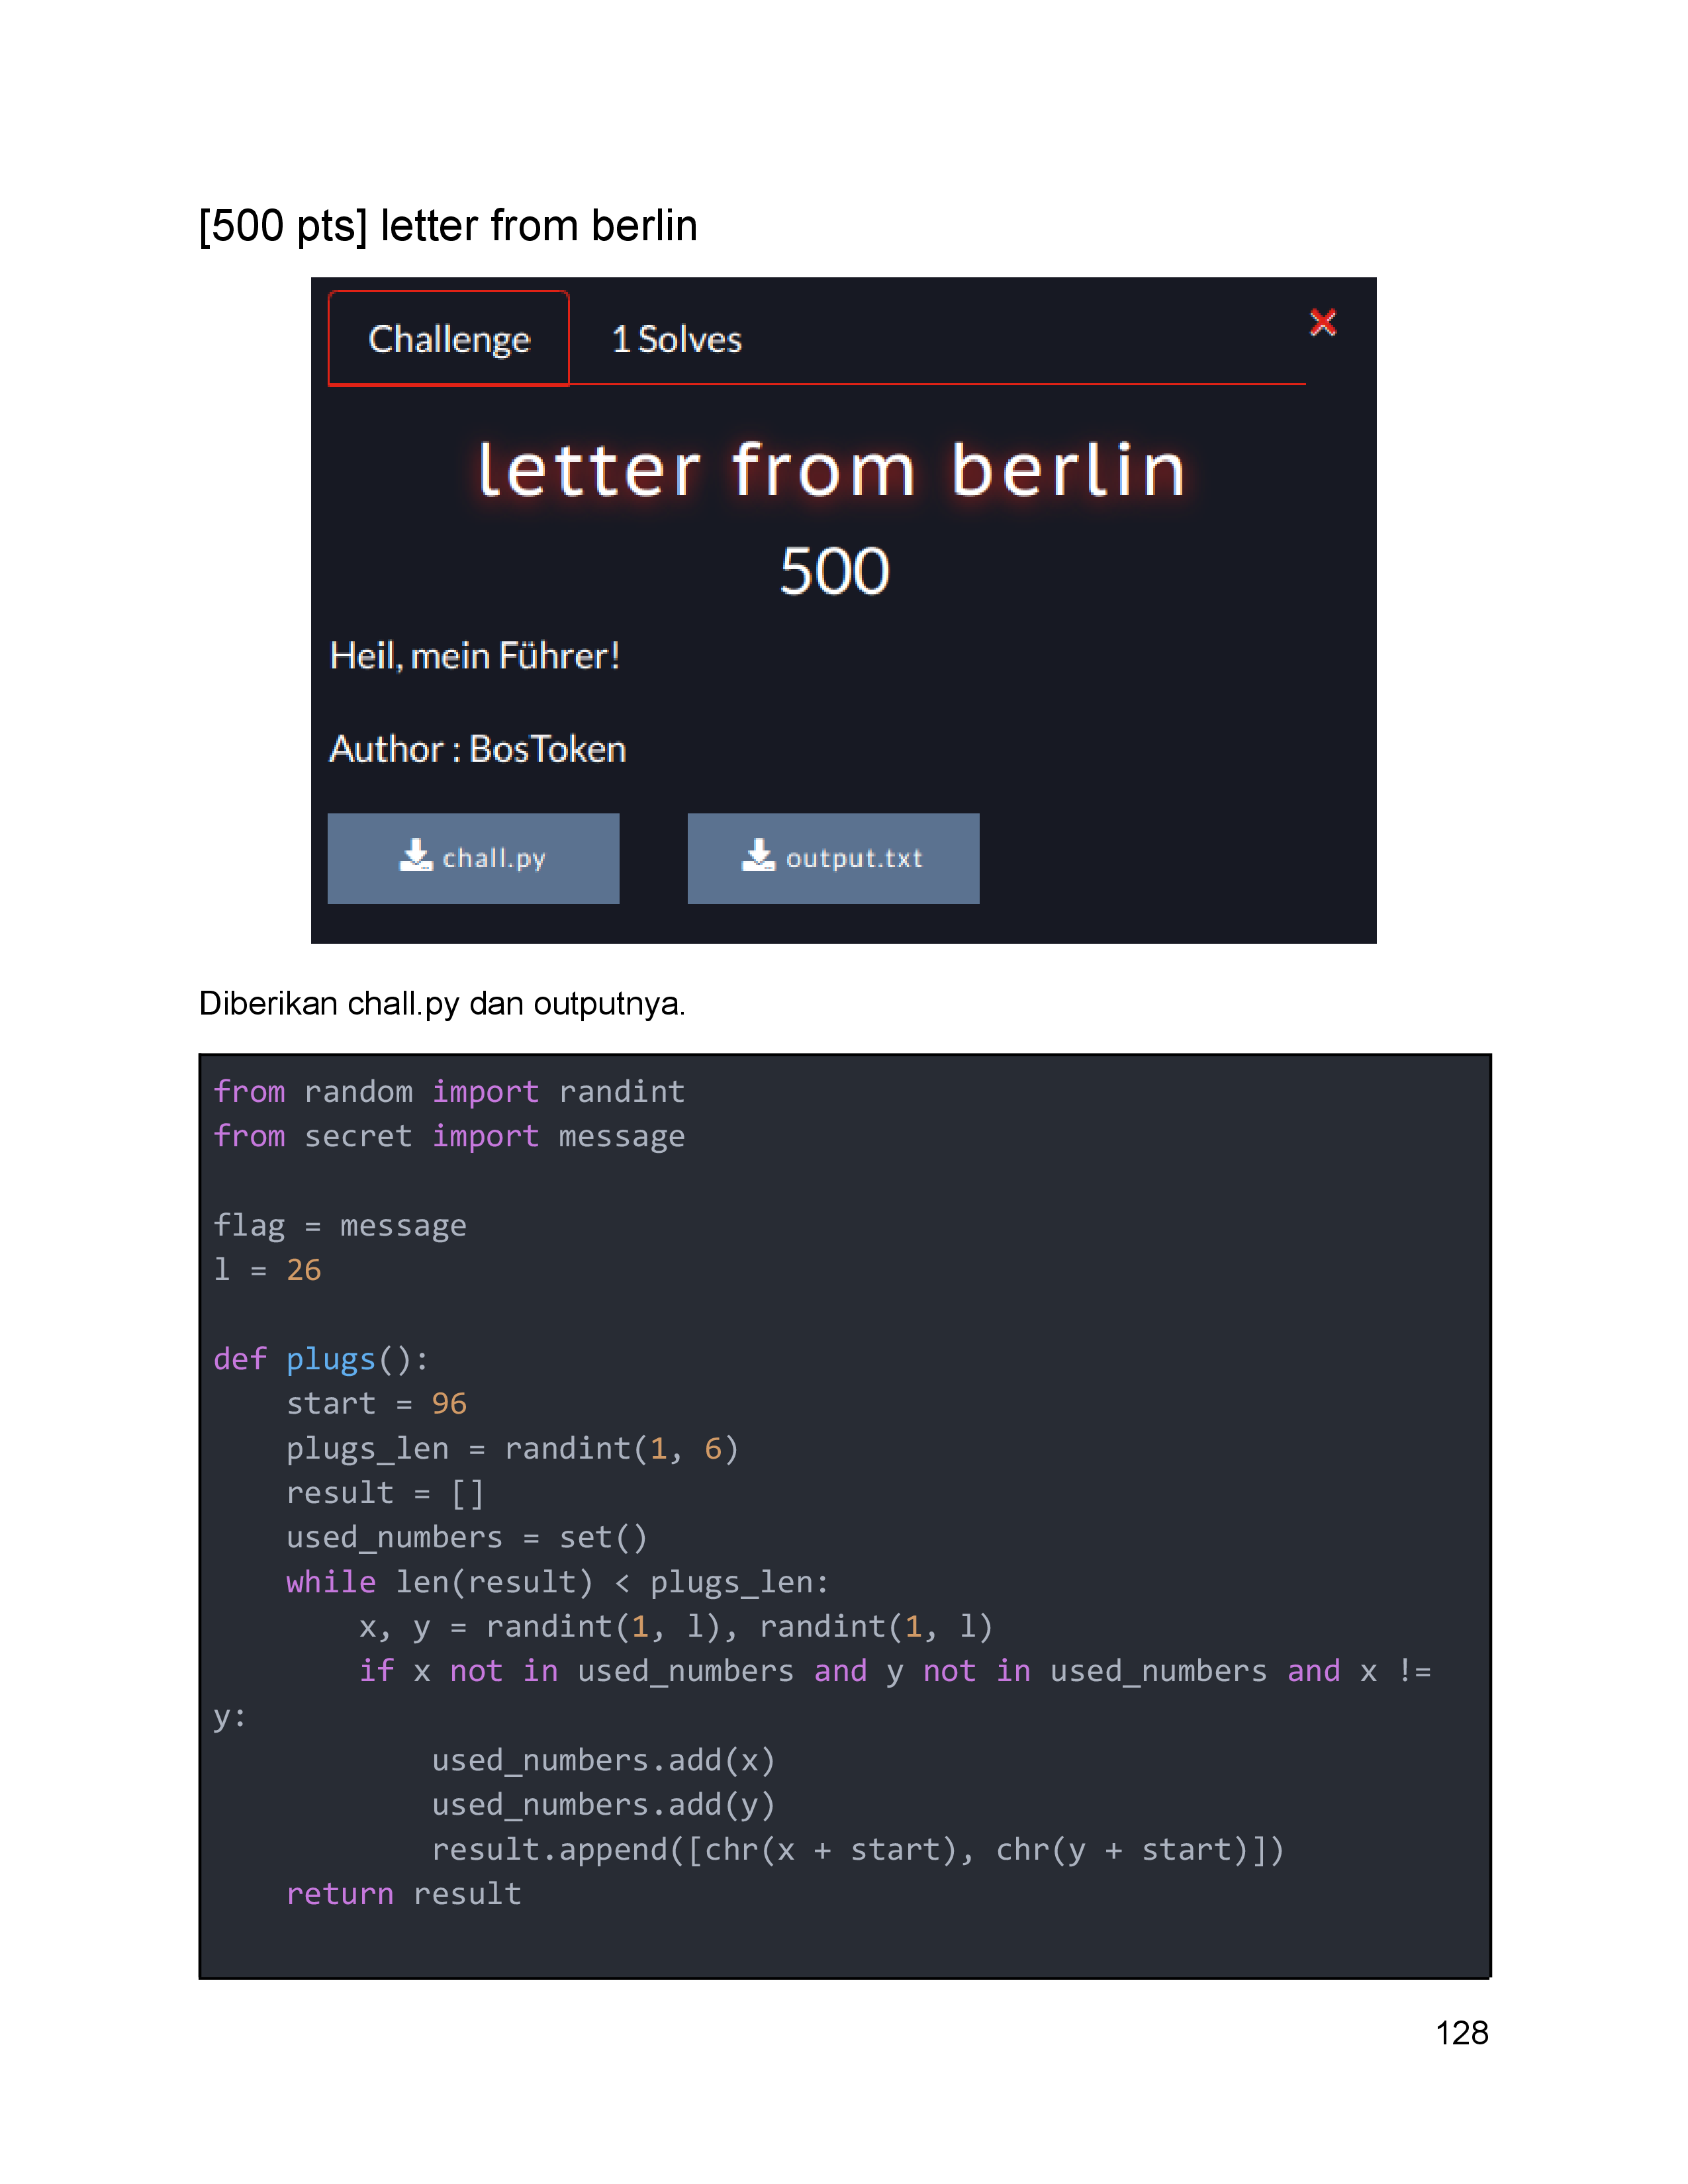 [500 pts] letter from berlin
Challenge
1 Solves
letter from berlin
500
Heil, mein Führer!
Author : BosToken
chall.py
output.txt
Diberikan chall.py dan outputnya.
from random import randint
from secret import message
flag = message
l = 26
def plugs():
    start = 96
    plugs_len = randint(1, 6)
    result = []
    used_numbers = set()
    while len(result) < plugs_len:
        x, y = randint(1, l), randint(1, l)
        if x not in used_numbers and y not in used_numbers and x !=
y:
            used_numbers.add(x)
            used_numbers.add(y)
            result.append([chr(x + start), chr(y + start)])
    return result
128